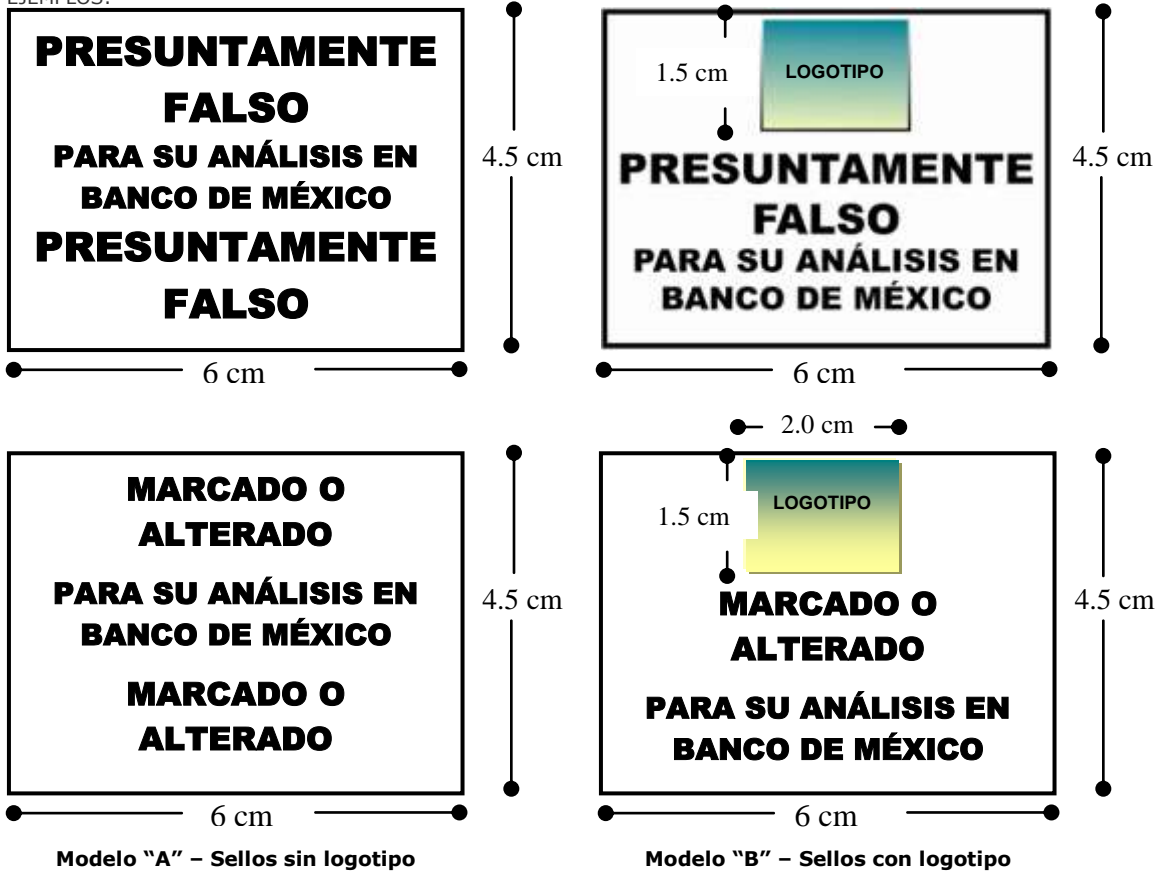 EJEMPLOS:
PRESUNTAMENTE
FALSO
PARA SU ANÁLISIS EN
BANCO DE MÉXICO
PRESUNTAMENTE
FALSO
4.5 cm
6 cm
1.5 cm
LOGOTIPO
PRESUNTAMENTE
FALSO
PARA SU ANÁLISIS EN
BANCO DE MÉXICO
4.5 cm
6 cm
MARCADO O
ALTERADO
PARA SU ANÁLISIS EN
BANCO DE MÉXICO
MARCADO O
ALTERADO
4.5 cm
6 cm
2.0 cm
1.5 cm
LOGOTIPO
MARCADO O
ALTERADO
PARA SU ANÁLISIS EN
BANCO DE MÉXICO
4.5 cm
6 cm
Modelo “A” – Sellos sin logotipo
Modelo “B” – Sellos con logotipo